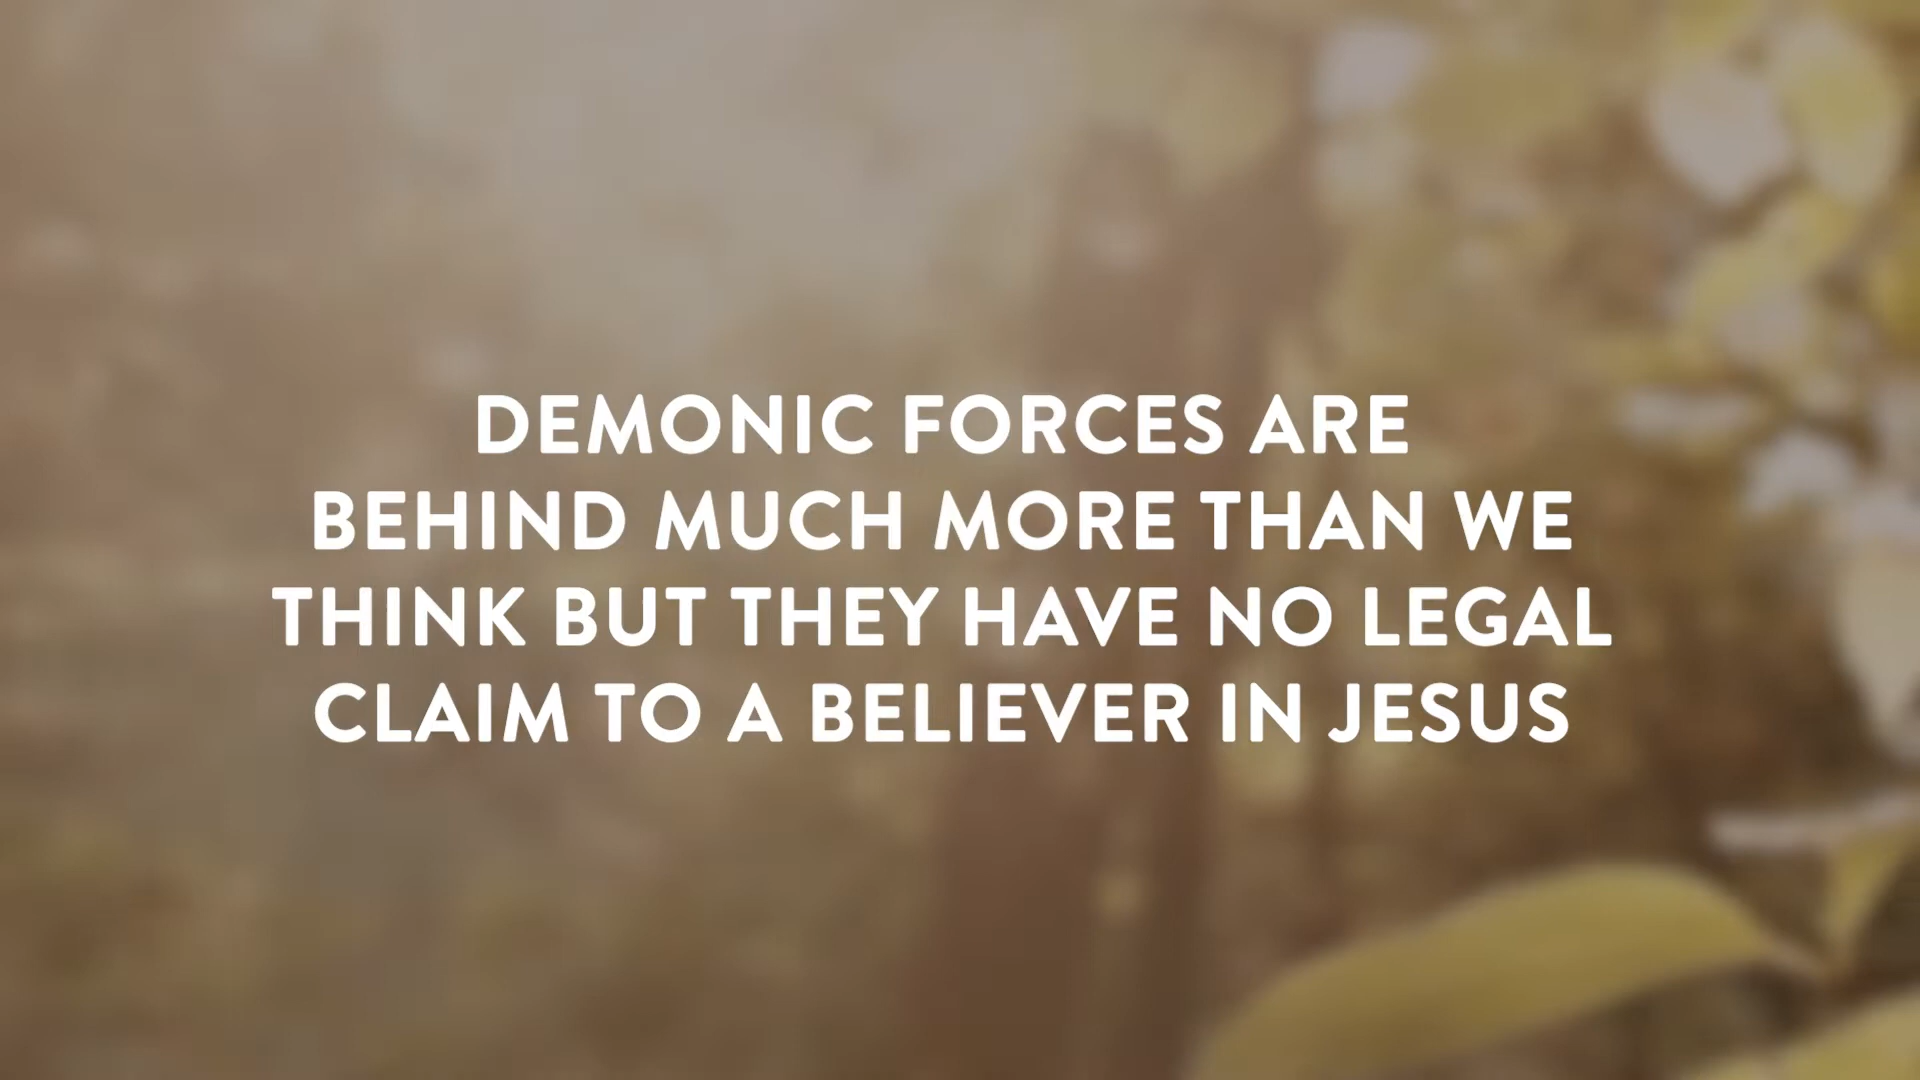 DEMONIC FORCES ARE
BEHIND MUCH MORE THAN WE
THINK BUT THEY HAVE NO LEGAL
CLAIM TO A BELIEVER IN JESUS